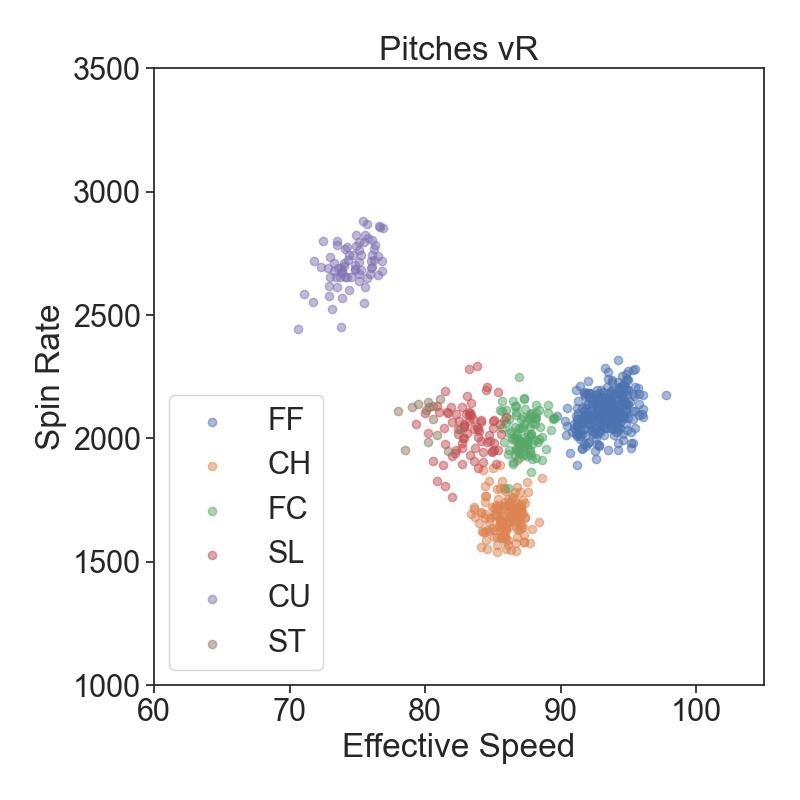 Pitches vR
3500
3000
2500
2000
1500
1000
Spin Rate
FF
CH
FC
SL
CU
ST
60
70
80
90
100
Effective Speed